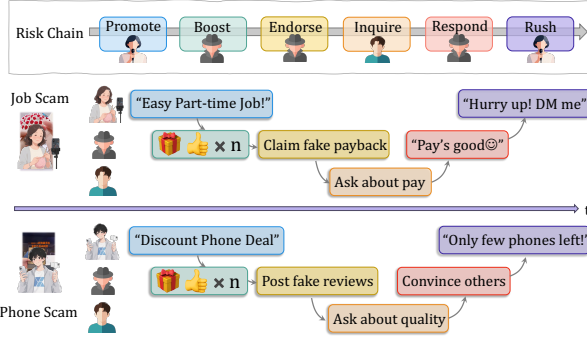 Risk Chain
Promote
Boost
Endorse
Inquire
Respond
Rush
Job Scam
“Easy Part-time Job!”
× n
Claim fake payback
Ask about pay
“Pay's good☺”
“Hurry up! DM me”
t
Phone Scam
“Discount Phone Deal”
× n
Post fake reviews
Ask about quality
Convince others
“Only few phones left!”